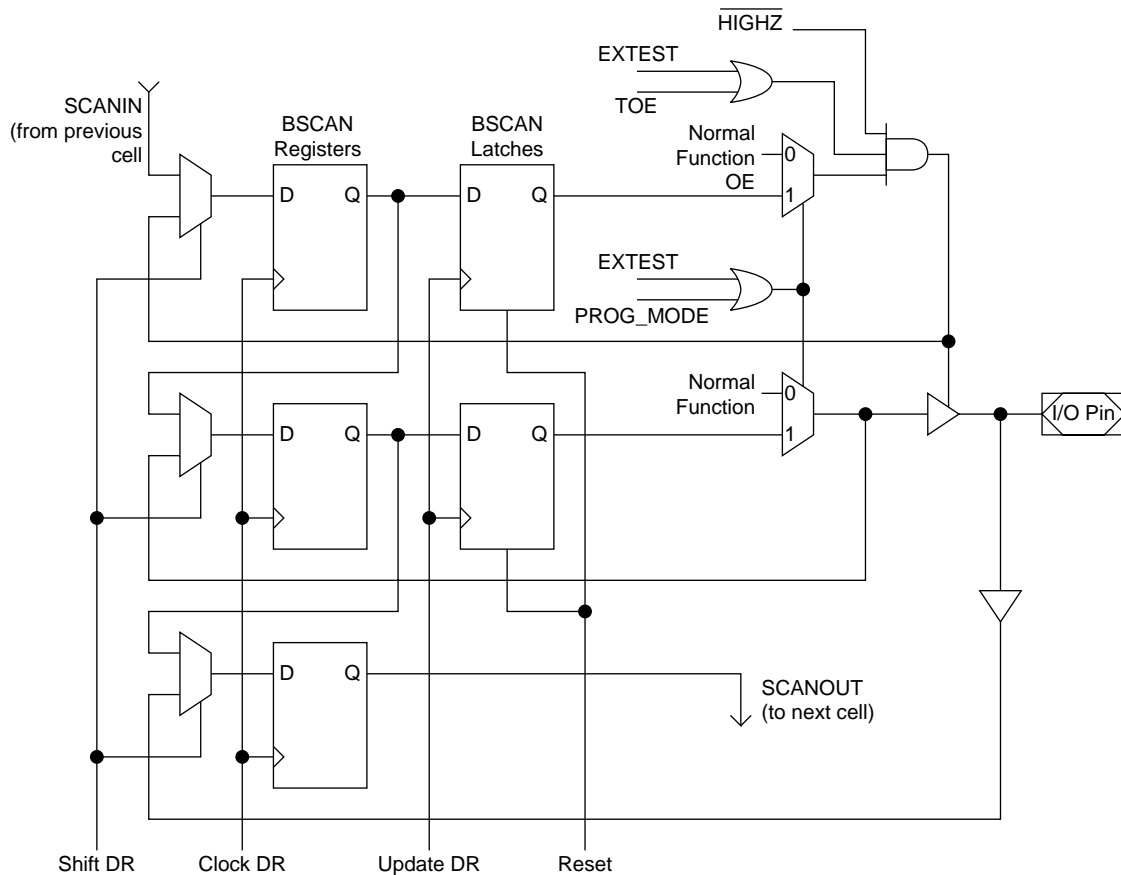 HIGHZ
EXTEST
TOE
SCANIN
(from previous
cell)
BSCAN
Registers
BSCAN
Latches
Normal
Function
OE
0
1
D
Q
D
Q
EXTEST
PROG_MODE
Normal
Function
0
1
I/O Pin
D
Q
D
Q
D
Q
SCANOUT
(to next cell)
Shift DR
Clock DR
Update DR
Reset